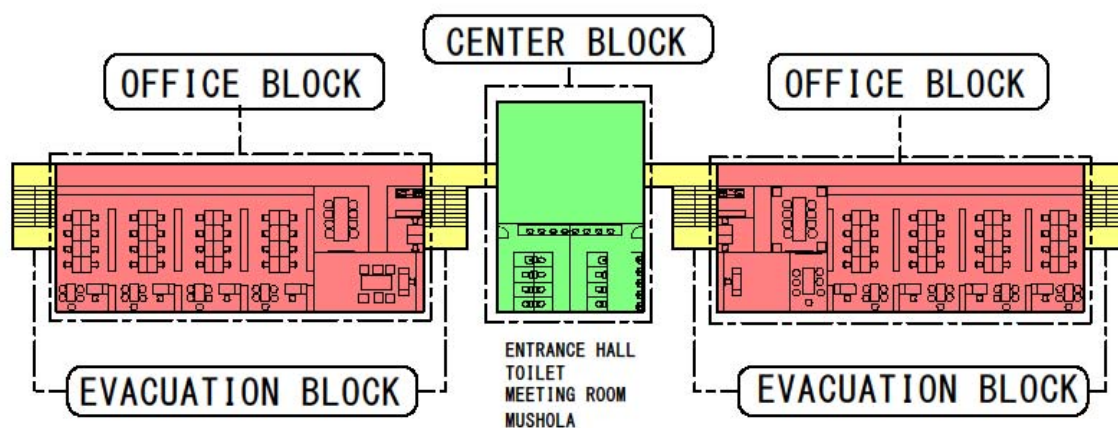 CENTER BLOCK
OFFICE BLOCK
OFFICE BLOCK
ENTRANCE HALL
TOILET
MEETING ROOM
MUSHOLA
EVACUATION BLOCK
EVACUATION BLOCK